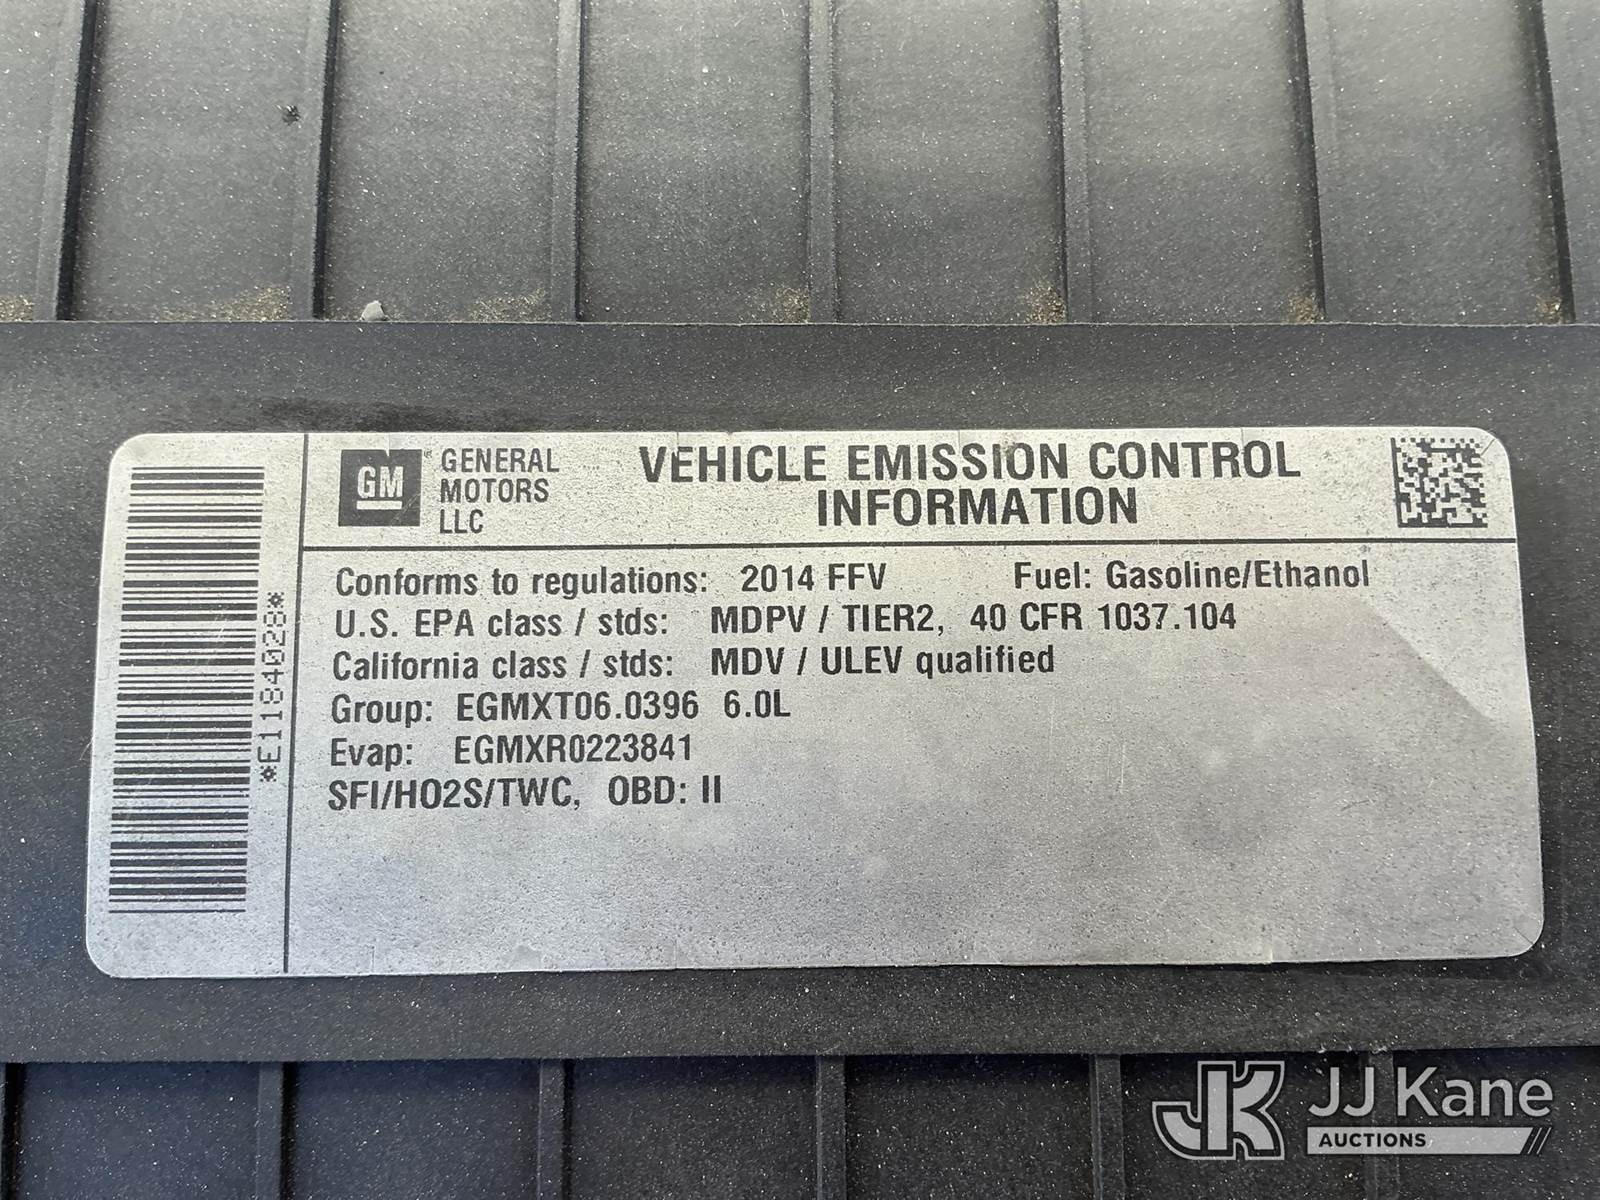 GM
GENERAL
MOTORS
LLC
VEHICLE EMISSION CONTROL
INFORMATION
Conforms to regulations: 2014 FFV Fuel: Gasoline/Ethanol
U.S. EPA class / stds: MDPV / TIER2, 40 CFR 1037.104
California class / stds: MDV / ULEV qualified
Group: EGMXT06.0396 6.0L
Evap: EGMXR0223841
SFI/HO2S/TWC, OBD: II
*E1184028*
JK JJ Kane
AUCTIONS